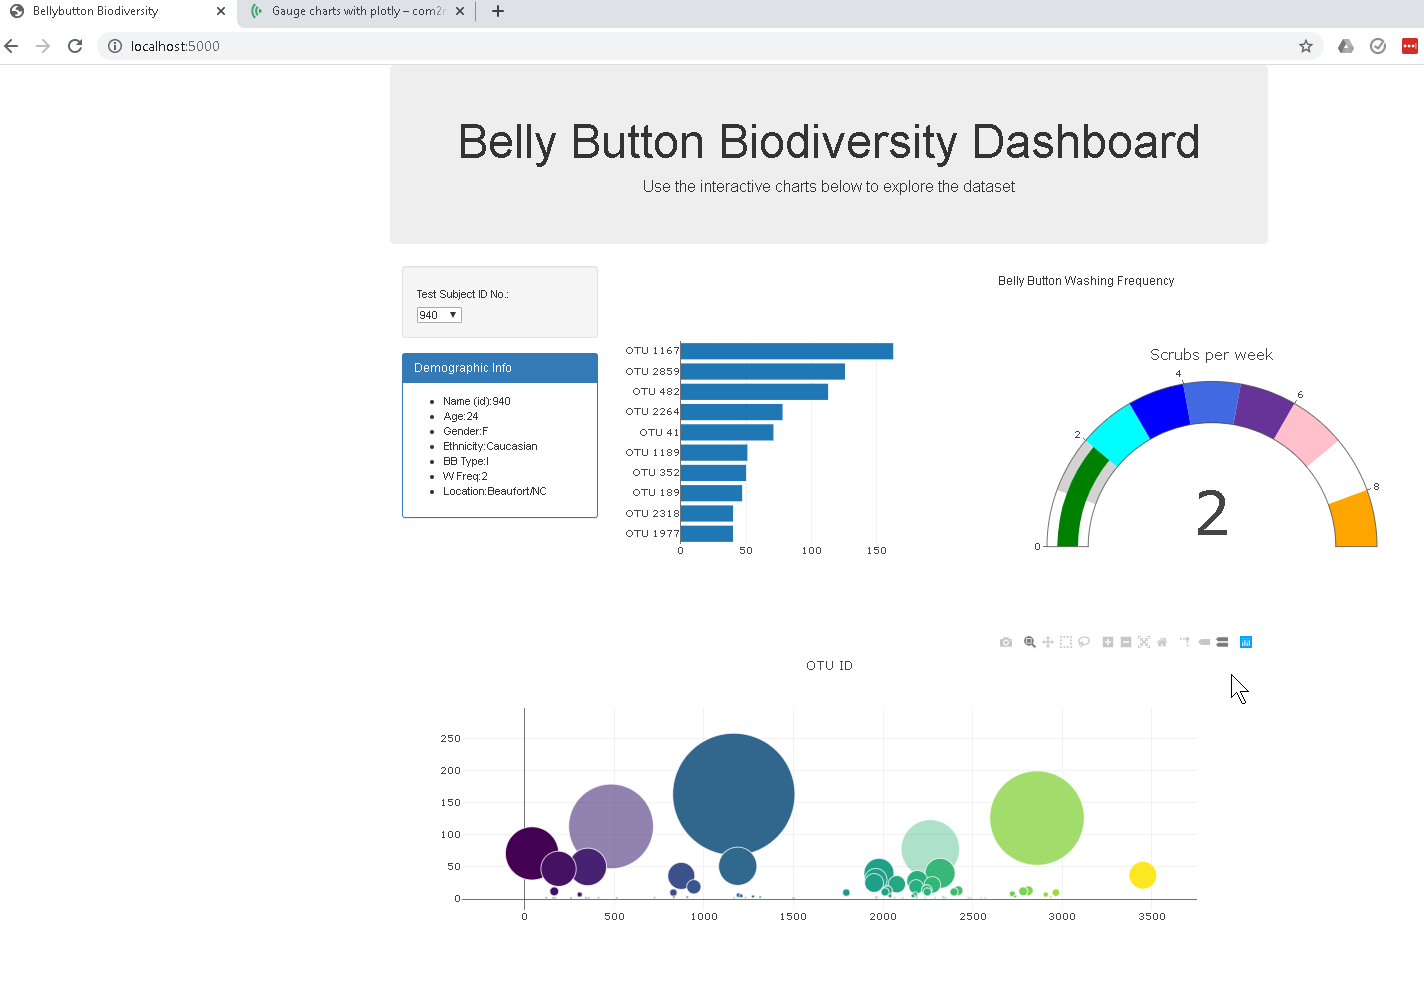 Bellybutton Biodiversity
Gauge charts with plotly – com2
localhost:5000
Belly Button Biodiversity Dashboard
Use the interactive charts below to explore the dataset
Test Subject ID No.:
940
Demographic Info
Name (id):940
Age:24
Gender:F
Ethnicity:Caucasian
BB Type:I
W Freq:2
Location:Beaufort/NC
OTU 1167
OTU 2859
OTU 482
OTU 2264
OTU 41
OTU 1189
OTU 352
OTU 189
OTU 2318
OTU 1977
0 50 100 150
Belly Button Washing Frequency
Scrubs per week
0
2
4
6
8
2
OTU ID
250
200
150
100
50
0
0 500 1000 1500 2000 2500 3000 3500